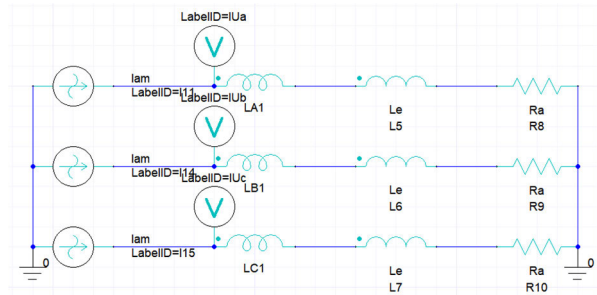 LabelID=IUa
V
Iam
LabelID=I11
LA1
Le
L5
Ra
R8
LabelID=IUb
V
Iam
LabelID=I14
LB1
Le
L6
Ra
R9
LabelID=IUc
V
Iam
LabelID=I15
LC1
Le
L7
Ra
R10
0
0